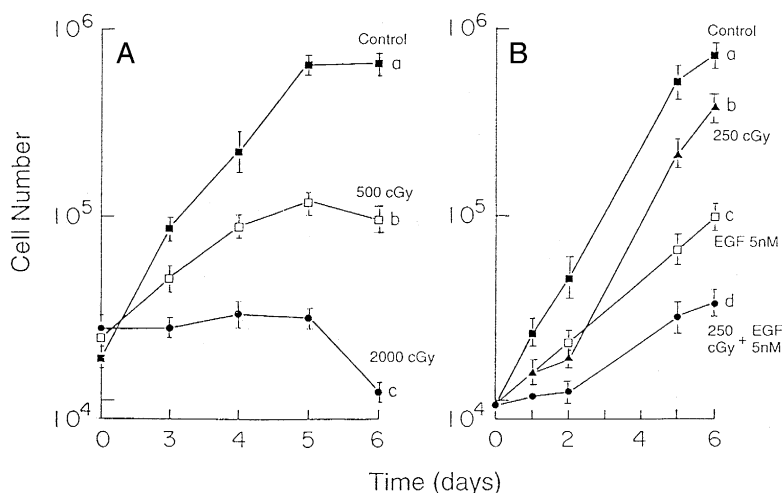 A
B
Control
a
500 cGy
b
2000 cGy
c
Control
a
b
250 cGy
c
EGF 5nM
d
250 cGy + EGF 5nM
Cell Number
10⁶
10⁵
10⁴
0 3 4 5 6
10⁶
10⁵
10⁴
0 2 4 6
Time (days)